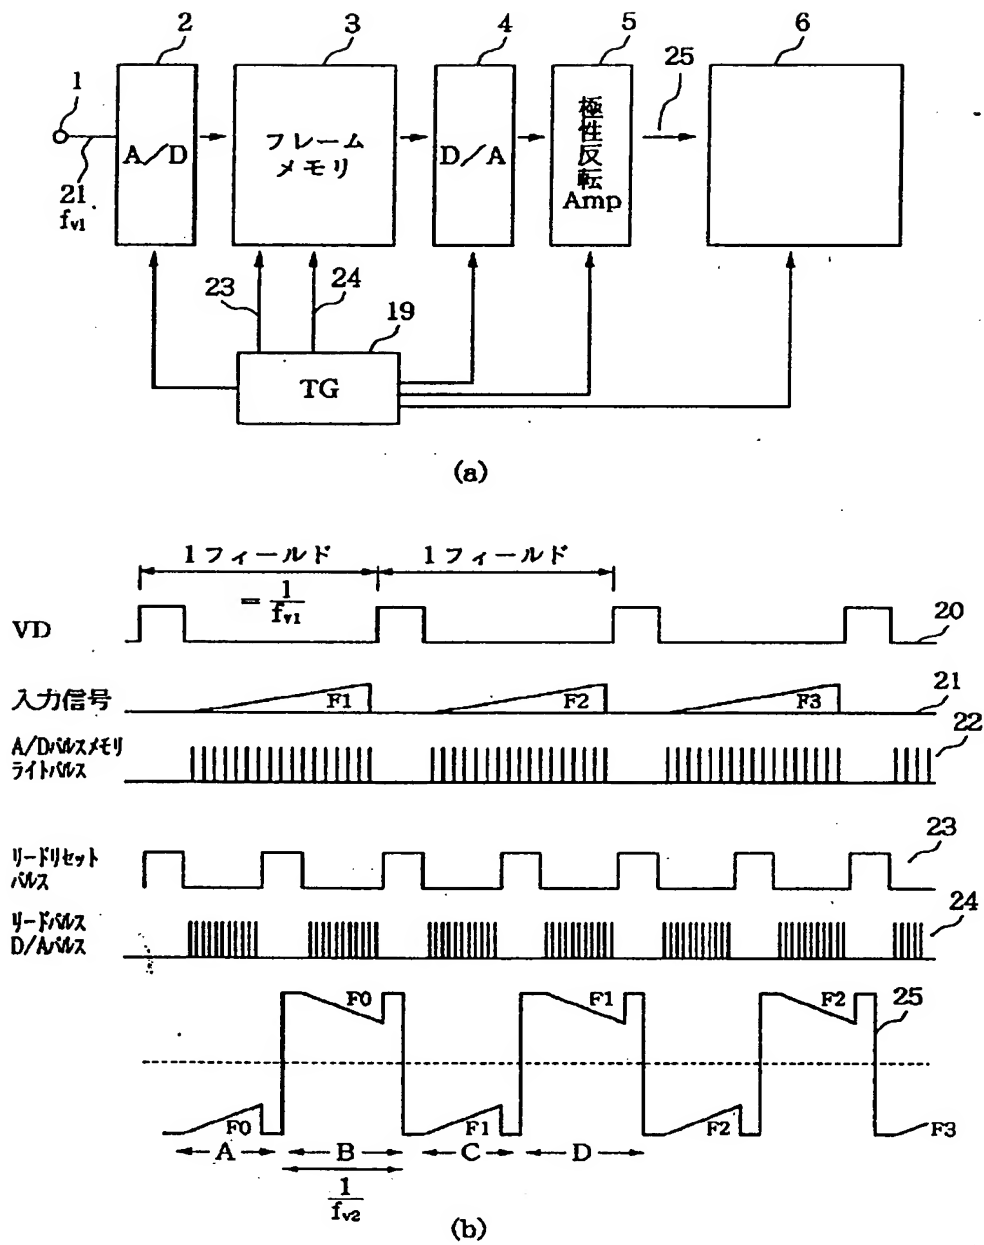 2 3 4 5 6
25
1
A/D
フレーム
メモリ
D/A
極性反転
Amp
21
fv1
23 24
19
TG
(a)
1フィールド 1フィールド
= 1/fv1
VD 20
入力信号 F1 F2 F3 21
A/Dパルスメモリ
ライトパルス
22
リードリセット
パルス
23
リードパルス
D/Aパルス
24
F0 F1 F2 25
F0 F1 F2 F3
A B C D
1/fv2
(b)